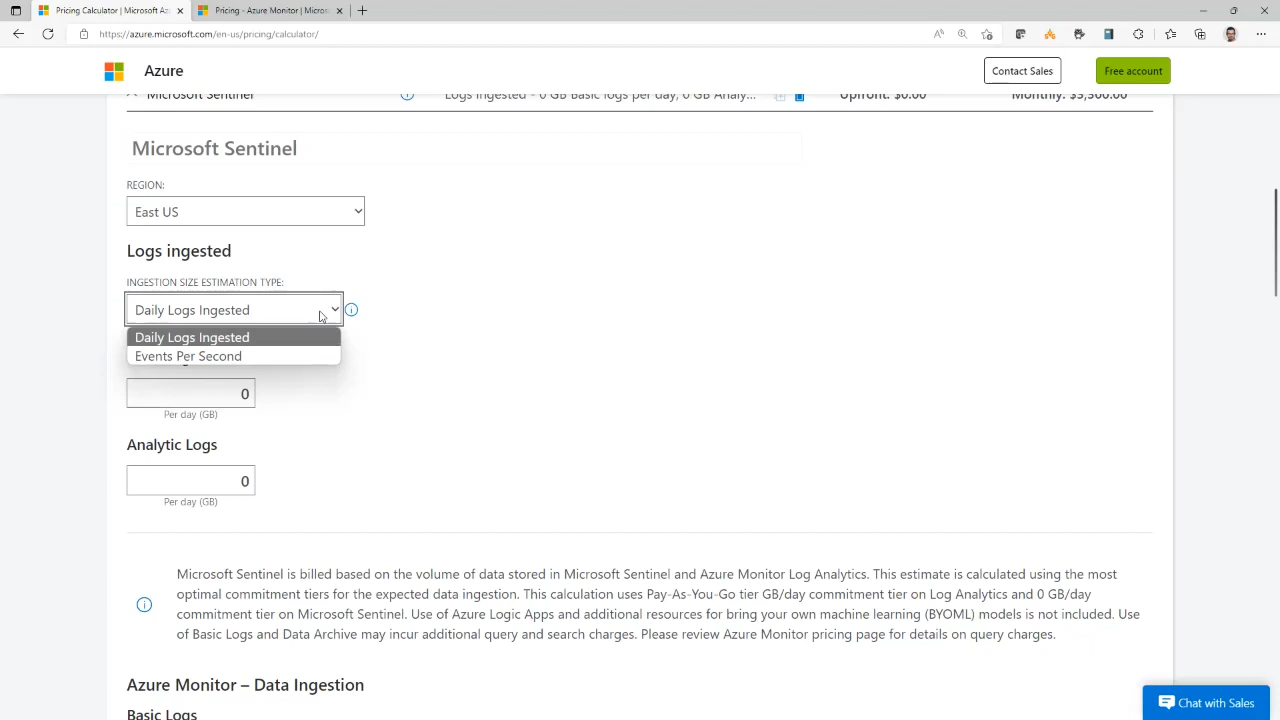 Pricing Calculator | Microsoft Az
Pricing - Azure Monitor | Micros
https://azure.microsoft.com/en-us/pricing/calculator/
Azure
Contact Sales
Free account
Microsoft Sentinel
Logs ingested - 0 GB Basic logs per day, 0 GB Analy...
Upfront: $0.00
Microsoft Sentinel
REGION:
East US
Logs ingested
INGESTION SIZE ESTIMATION TYPE:
Daily Logs Ingested
Daily Logs Ingested
Events Per Second
0
Per day (GB)
Analytic Logs
0
Per day (GB)
Microsoft Sentinel is billed based on the volume of data stored in Microsoft Sentinel and Azure Monitor Log Analytics. This estimate is calculated using the most
optimal commitment tiers for the expected data ingestion. This calculation uses Pay-As-You-Go tier GB/day commitment tier on Log Analytics and 0 GB/day
commitment tier on Microsoft Sentinel. Use of Azure Logic Apps and additional resources for bring your own machine learning (BYOML) models is not included. Use
of Basic Logs and Data Archive may incur additional query and search charges. Please review Azure Monitor pricing page for details on query charges.
Azure Monitor – Data Ingestion
Basic Logs
Chat with Sales